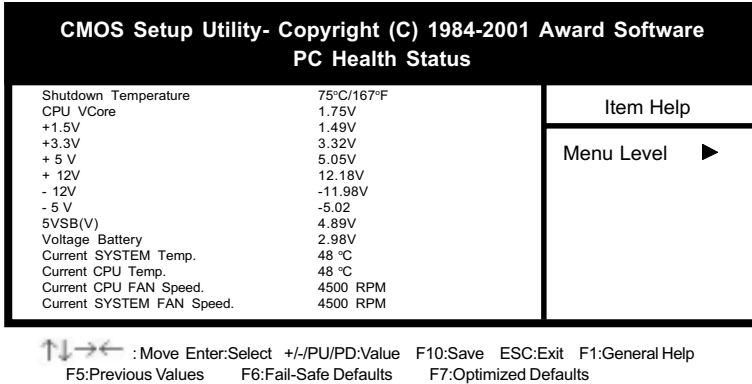 CMOS Setup Utility- Copyright (C) 1984-2001 Award Software
PC Health Status
Shutdown Temperature 75°C/167°F
CPU VCore 1.75V
+1.5V 1.49V
+3.3V 3.32V
+ 5 V 5.05V
+ 12V 12.18V
- 12V -11.98V
- 5 V -5.02
5VSB(V) 4.89V
Voltage Battery 2.98V
Current SYSTEM Temp. 48 °C
Current CPU Temp. 48 °C
Current CPU FAN Speed. 4500 RPM
Current SYSTEM FAN Speed. 4500 RPM
Item Help
Menu Level ▶
↑↓→← : Move Enter:Select +/-/PU/PD:Value F10:Save ESC:Exit F1:General Help
F5:Previous Values F6:Fail-Safe Defaults F7:Optimized Defaults